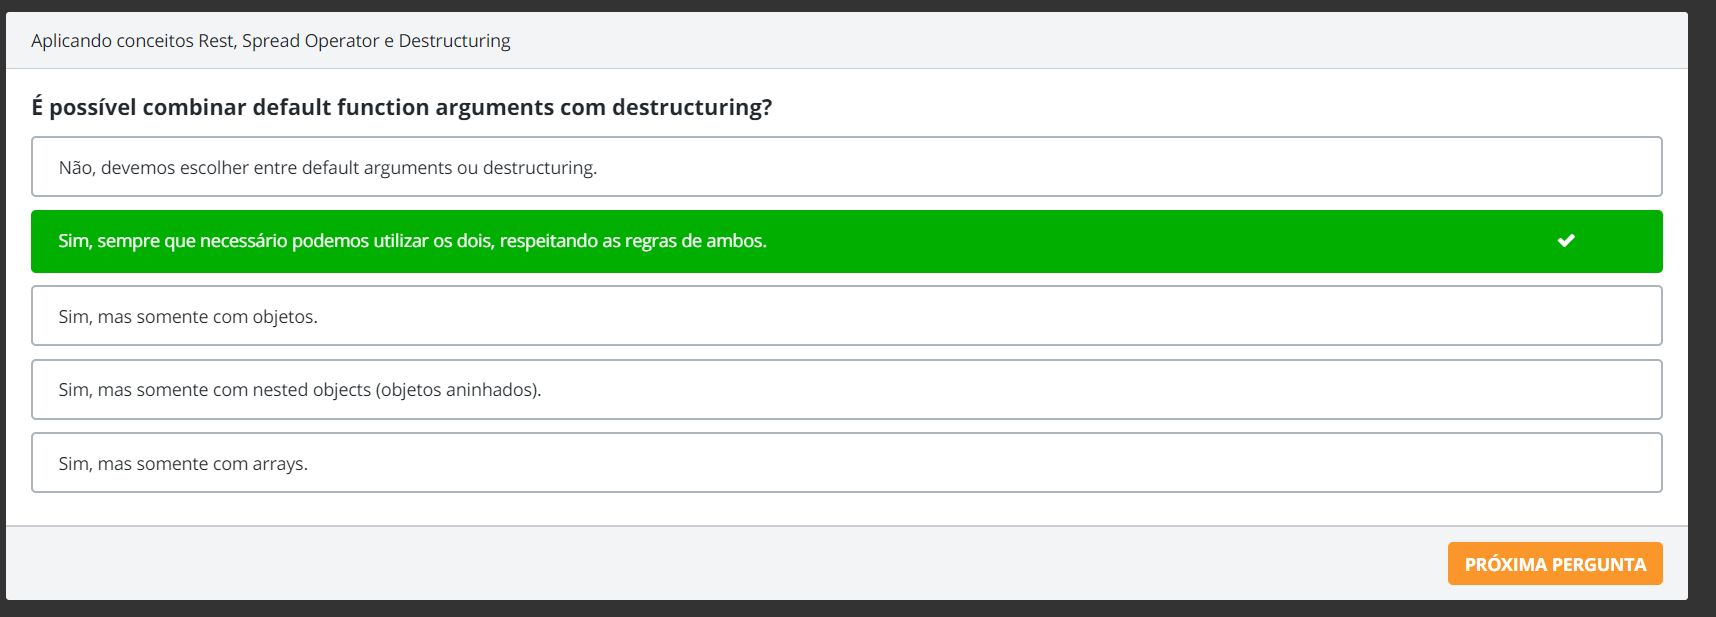 Aplicando conceitos Rest, Spread Operator e Destructuring
É possível combinar default function arguments com destructuring?
Não, devemos escolher entre default arguments ou destructuring.
Sim, sempre que necessário podemos utilizar os dois, respeitando as regras de ambos.
Sim, mas somente com objetos.
Sim, mas somente com nested objects (objetos aninhados).
Sim, mas somente com arrays.
PRÓXIMA PERGUNTA